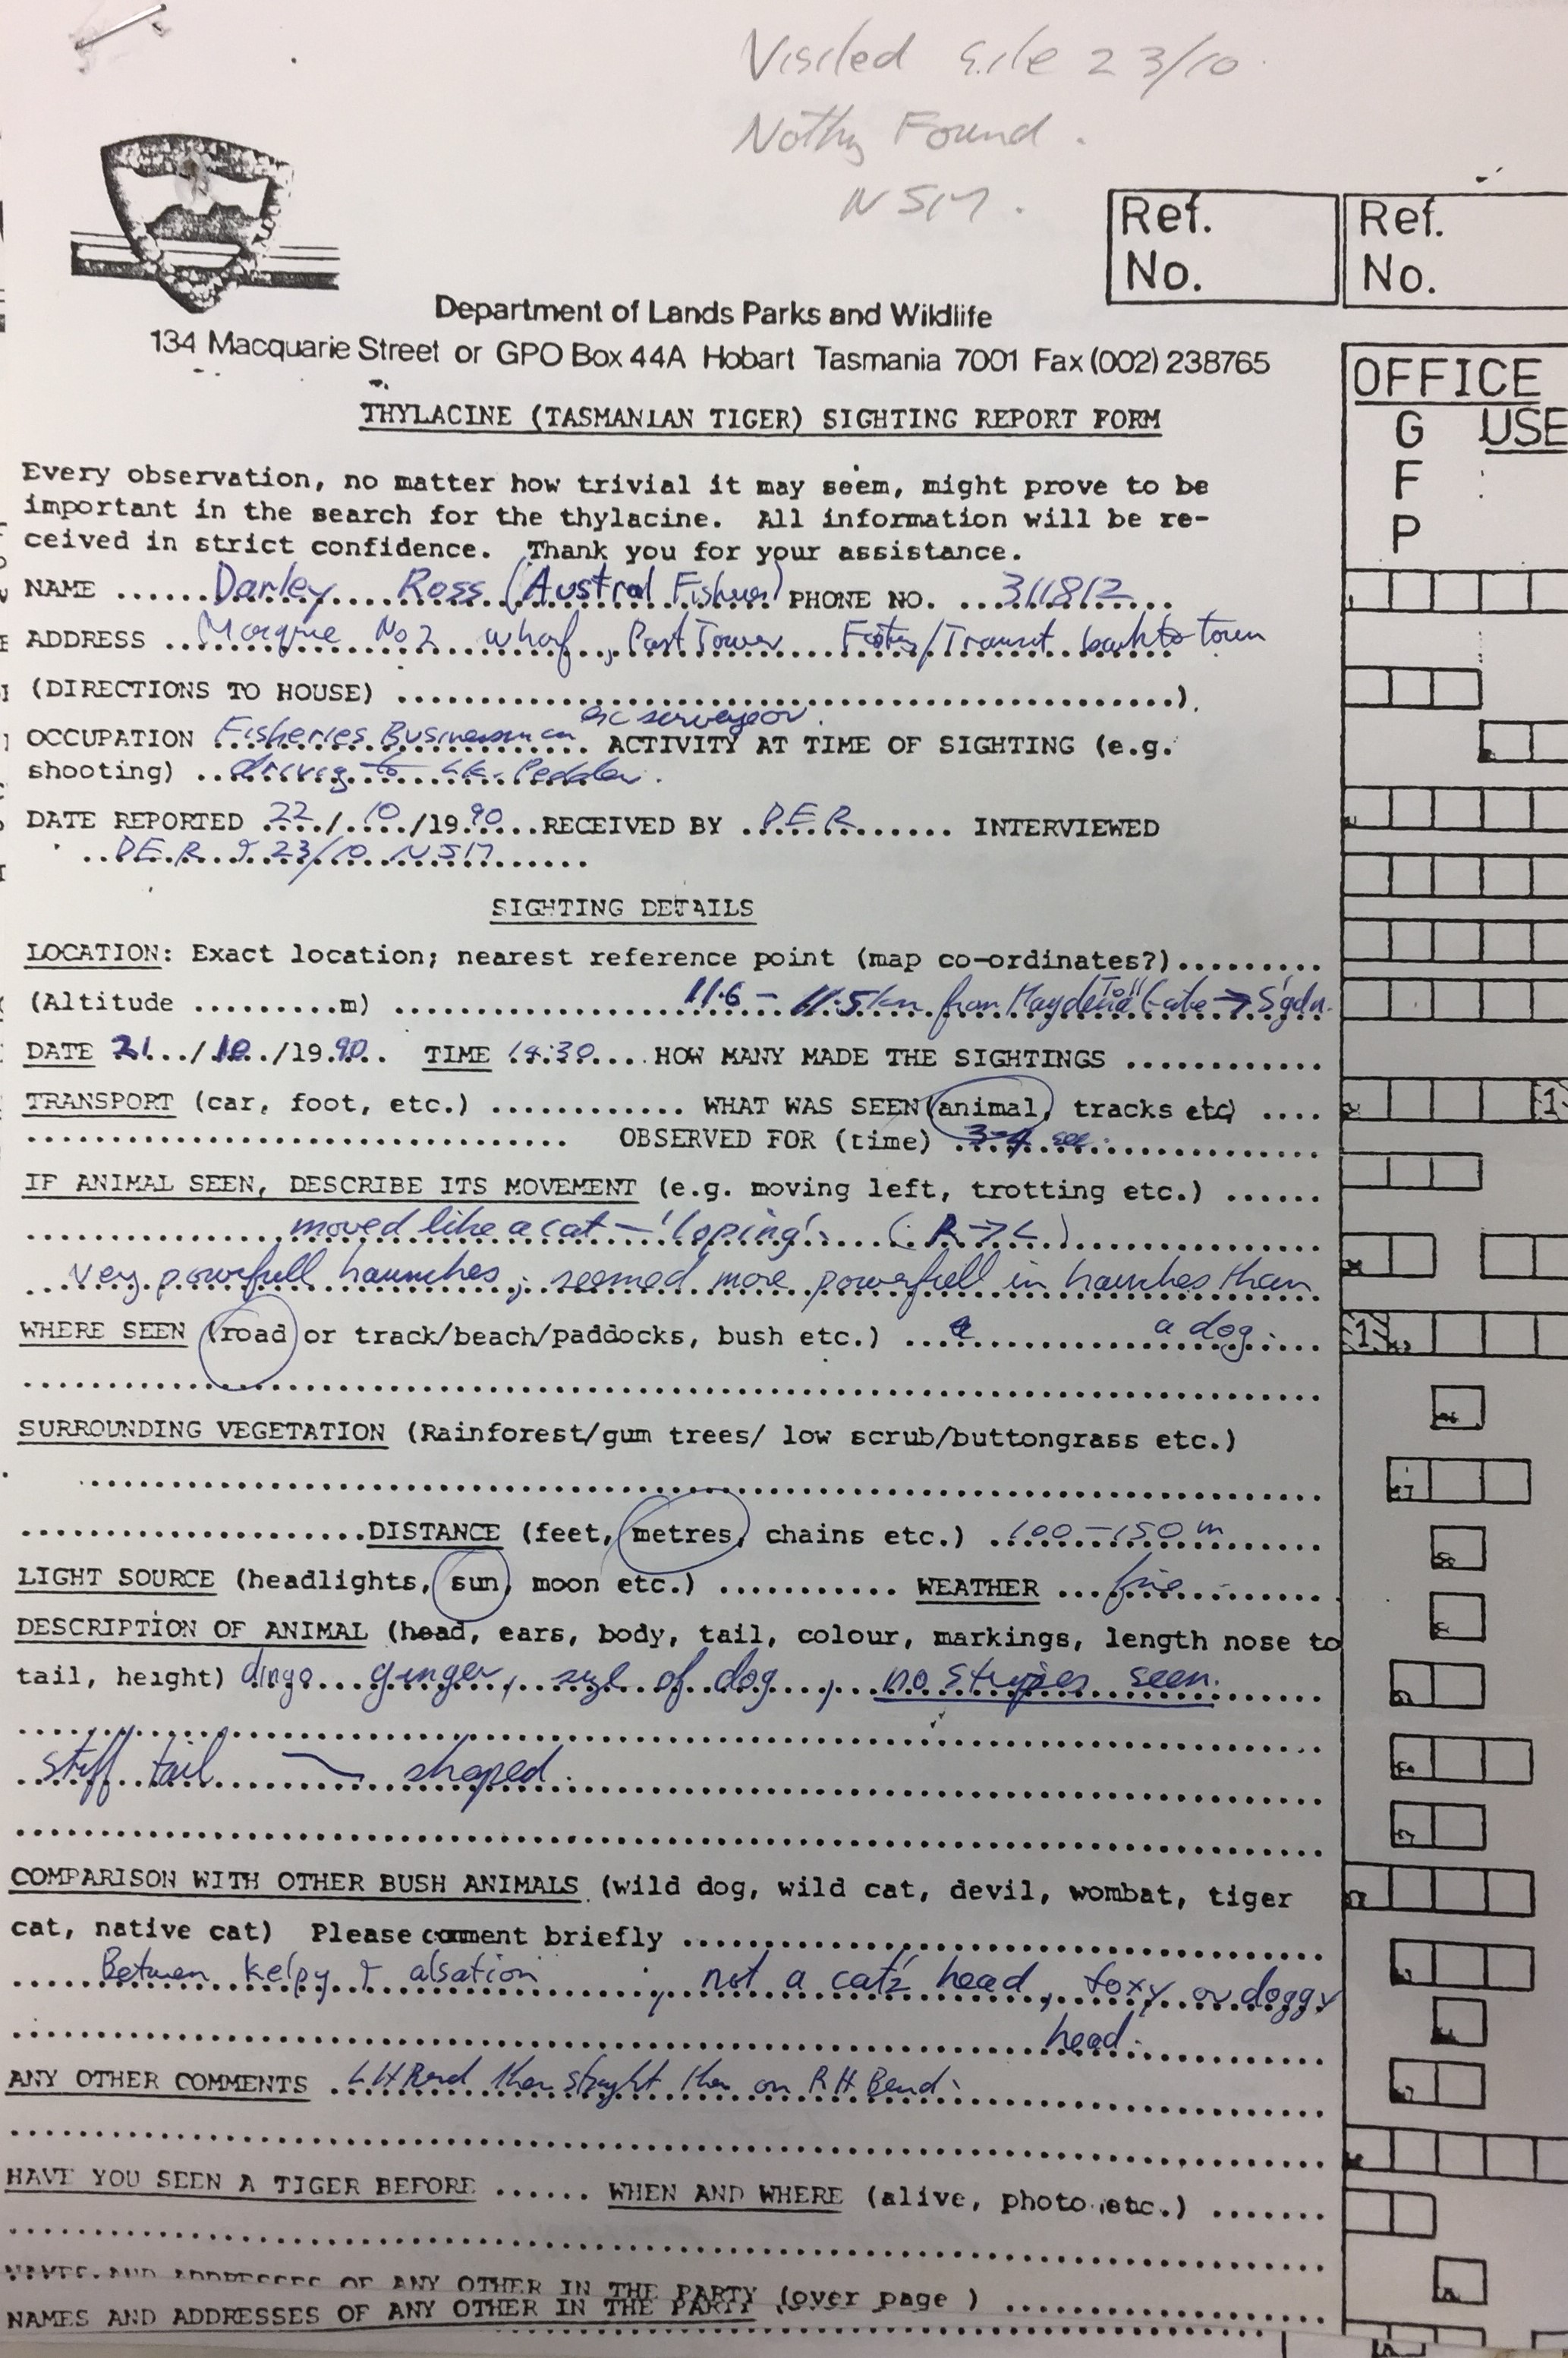 Visited site 23/10.
Nothg Found.
NSM.
Ref. No.
Ref. No.
Department of Lands Parks and Wildlife
134 Macquarie Street or GPO Box 44A Hobart Tasmania 7001 Fax (002) 238765
OFFICE USE
G
F
P
THYLACINE (TASMANIAN TIGER) SIGHTING REPORT FORM
Every observation, no matter how trivial it may seem, might prove to be
important in the search for the thylacine. All information will be re-
ceived in strict confidence. Thank you for your assistance.
NAME ......Darley Ross (Austral Fisheries) PHONE NO. ...311812...
ADDRESS ..No 2 wharf, Port Tower /Transit back to town
(DIRECTIONS TO HOUSE) ..............................................).
OCCUPATION Fisheries Businessman surveyor. ACTIVITY AT TIME OF SIGHTING (e.g.
shooting) ..driving to Lk. Pedder.
DATE REPORTED 22/.10./1990....RECEIVED BY .D.E.R....... INTERVIEWED
..D.E.R. & 23/10 NSM.......
SIGHTING DETAILS
LOCATION: Exact location; nearest reference point (map co-ordinates?).........
(Altitude .........m) ....................11.6 - 11.5km from Maydena Toll Gate → S'gdn.
DATE 21../10../1990.. TIME 14:30.... HOW MANY MADE THE SIGHTINGS ............
TRANSPORT (car, foot, etc.) ............ WHAT WAS SEEN (animal, tracks etc) ....
.................................. OBSERVED FOR (time) .3-4 sec...............
IF ANIMAL SEEN, DESCRIBE ITS MOVEMENT (e.g. moving left, trotting etc.) ......
................moved like a cat - 'loping'. (R→L)................
..very powerfull haunches; seemed more powerfull in haunches than
WHERE SEEN (road or track/beach/paddocks, bush etc.) ...a dog.....
..............................................................................
SURROUNDING VEGETATION (Rainforest/gum trees/ low scrub/buttongrass etc.)
..............................................................................
.....................DISTANCE (feet, metres, chains etc.) .100-150m.......
LIGHT SOURCE (headlights, sun, moon etc.) ........... WEATHER ...fine.......
DESCRIPTION OF ANIMAL (head, ears, body, tail, colour, markings, length nose to
tail, height) dingo ginger, size of dog, no stripes seen.......
..............................................................................
stiff tail shaped.
..............................................................................
COMPARISON WITH OTHER BUSH ANIMALS (wild dog, wild cat, devil, wombat, tiger
cat, native cat) Please comment briefly ......................................
.....Between kelpy & alsation, not a cat's head, foxy or doggy
head.
ANY OTHER COMMENTS .LH Bend then straight then on RH Bend.
..............................................................................
HAVE YOU SEEN A TIGER BEFORE ...... WHEN AND WHERE (alive, photo etc.) .......
..............................................................................
NAMES AND ADDRESSES OF ANY OTHER IN THE PARTY (over page )
NAMES AND ADDRESSES OF ANY OTHER IN THE PARTY ..................